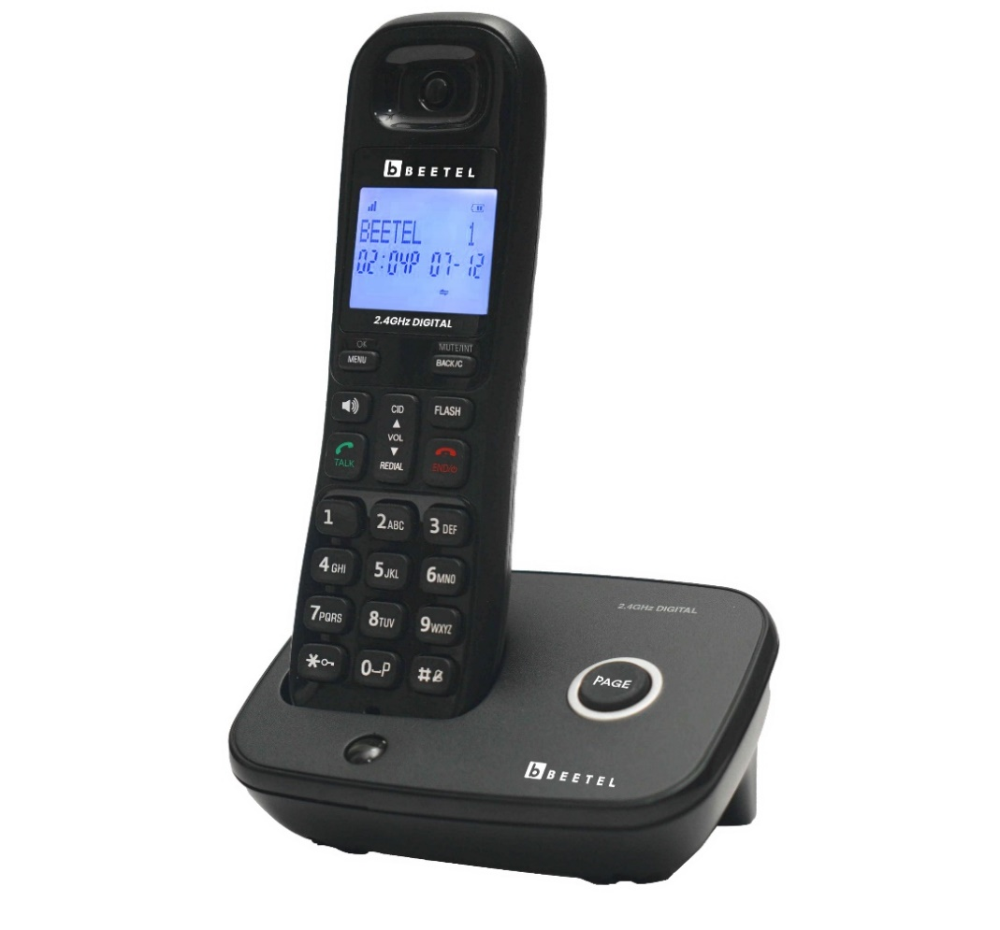 b BEETEL
BEETEL 1
02:04P 07-12
2.4GHz DIGITAL
OK MUTE/INT
MENU BACK/C
CID FLASH
VOL
TALK REDIAL END/⏻
1 2ABC 3DEF
4GHI 5JKL 6MNO
7PQRS 8TUV 9WXYZ
* 0⎵P #
2.4GHz DIGITAL
PAGE
b BEETEL